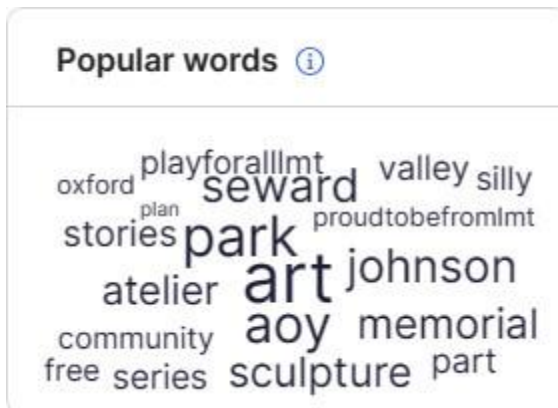 Popular words
playforalllmt valley silly
oxford seward
plan proudtobefromlmt
stories park
art johnson
atelier
aoy memorial
community
free series sculpture part